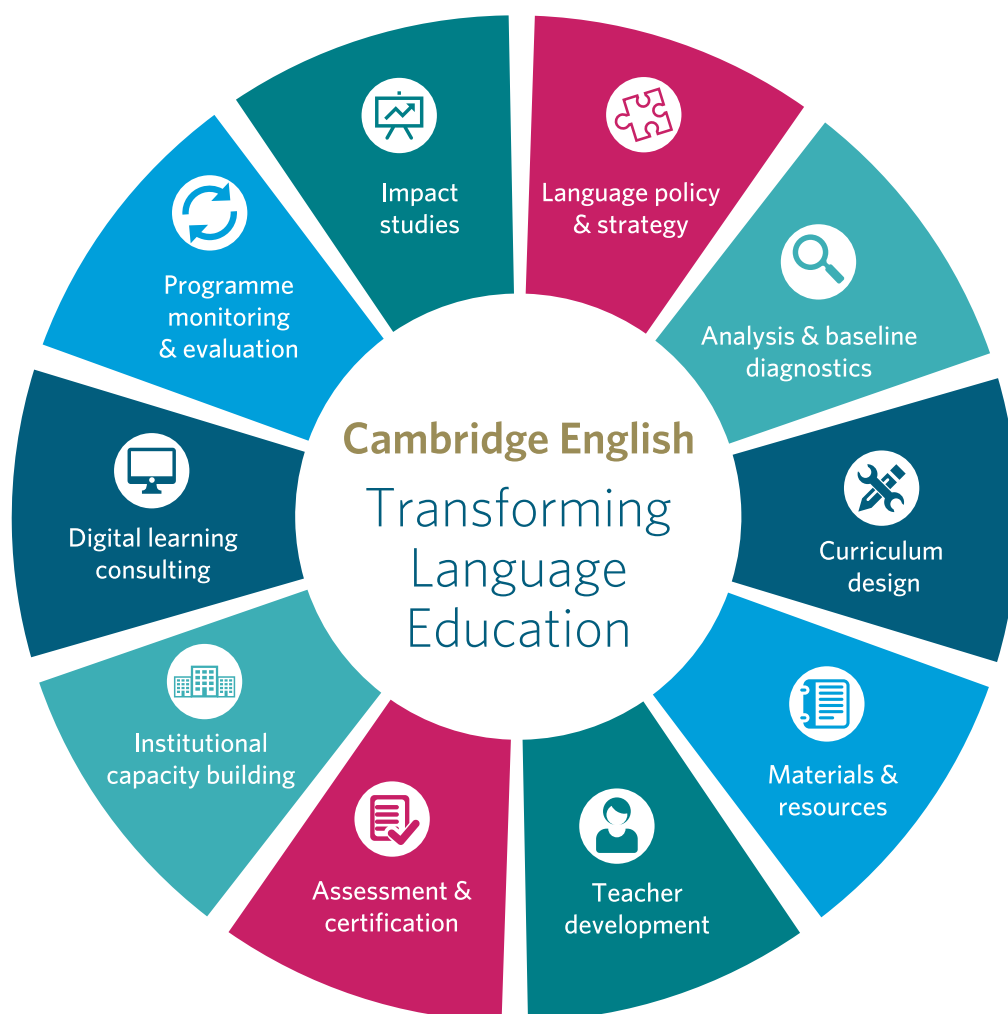 Cambridge English
Transforming
Language
Education
Language policy
& strategy
Analysis & baseline
diagnostics
Curriculum
design
Materials &
resources
Teacher
development
Assessment &
certification
Institutional
capacity building
Digital learning
consulting
Programme
monitoring
& evaluation
Impact
studies